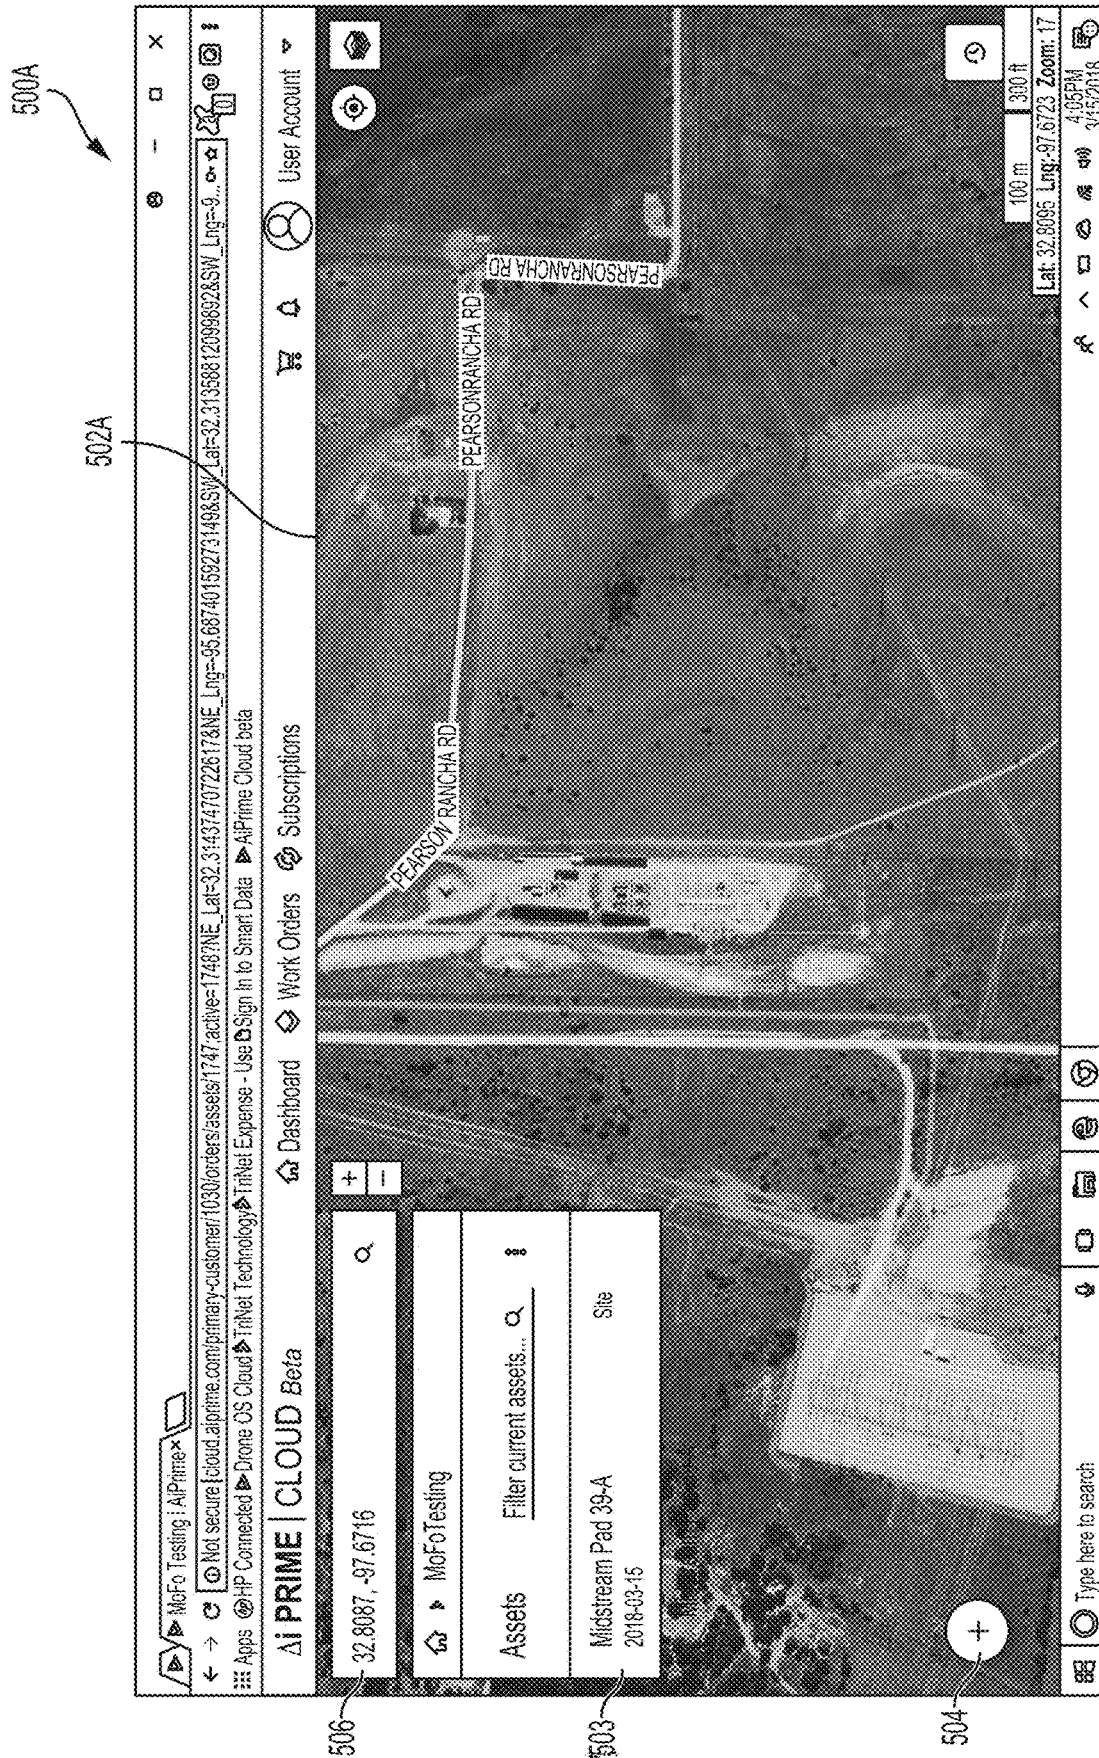 500A
502A
MoFo Testing | AiPrime ×
Not secure | cloud.aiprime.com/primary-customer/1030/orders/assets/1747;active=1748?NE_Lat=32.31437470722617&NE_Lng=-95.68740159273149&SW_Lat=32.31358812099892&SW_Lng=-9...
Apps HP Connected Drone OS Cloud TriNet Technology TriNet Expense - Use Sign In to Smart Data AiPrime Cloud beta
Ai PRIME | CLOUD Beta Dashboard Work Orders Subscriptions User Account
506
32.8087, -97.6716
+
−
MoFoTesting
Assets Filter current assets...
503
Midstream Pad 39-A Site
2018-03-15
PEARSON RANCHA RD
PEARSONRANCHA RD
PEARSONRANCHA RD
504
+
100 m 300 ft
Lat: 32.8095 Lng:-97.6723 Zoom: 17
Type here to search
4:05PM
3/15/2018